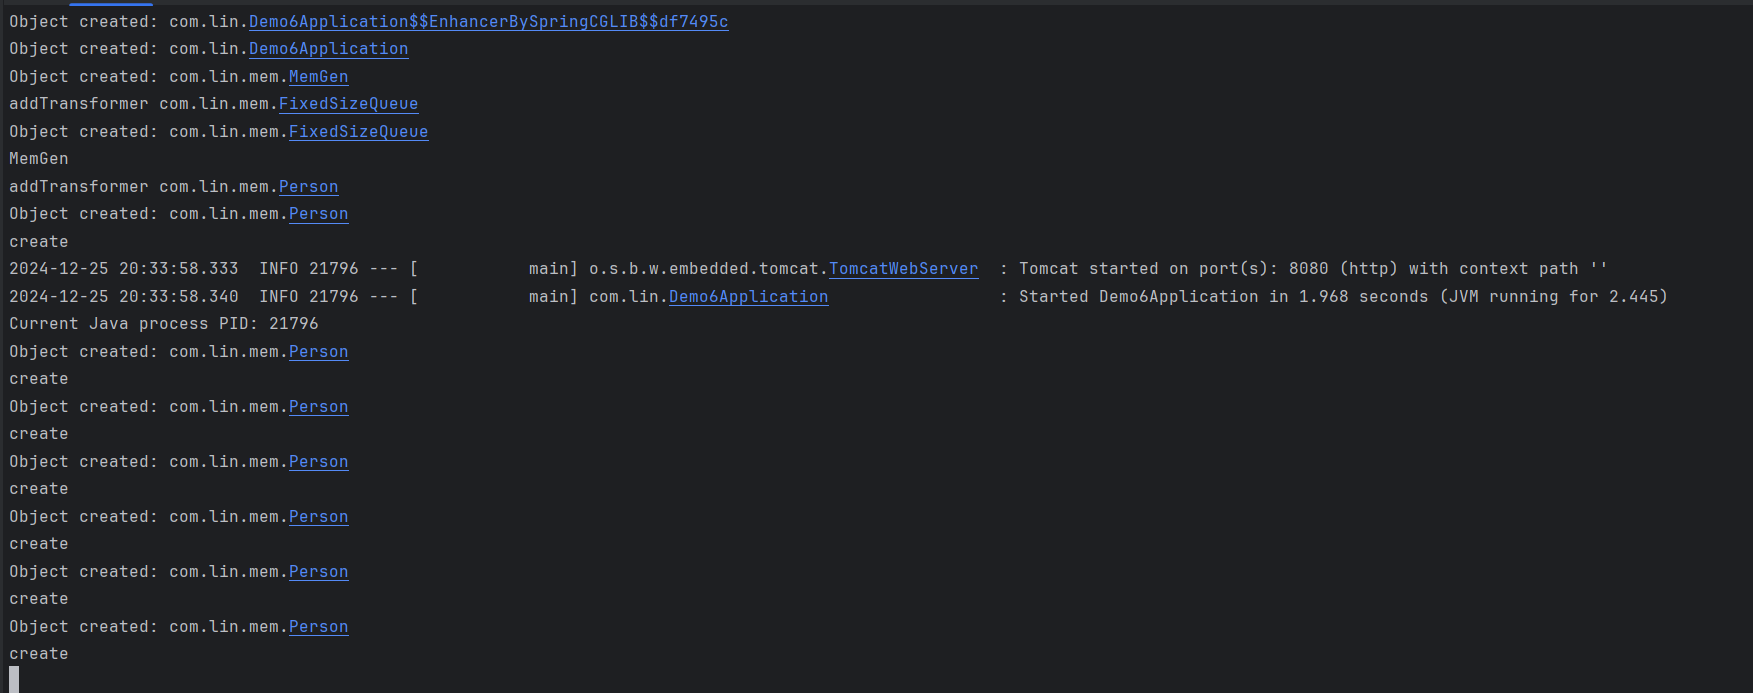 Object created: com.lin.Demo6Application$$EnhancerBySpringCGLIB$$df7495c
Object created: com.lin.Demo6Application
Object created: com.lin.mem.MemGen
addTransformer com.lin.mem.FixedSizeQueue
Object created: com.lin.mem.FixedSizeQueue
MemGen
addTransformer com.lin.mem.Person
Object created: com.lin.mem.Person
create
2024-12-25 20:33:58.333  INFO 21796 --- [           main] o.s.b.w.embedded.tomcat.TomcatWebServer  : Tomcat started on port(s): 8080 (http) with context path ''
2024-12-25 20:33:58.340  INFO 21796 --- [           main] com.lin.Demo6Application                 : Started Demo6Application in 1.968 seconds (JVM running for 2.445)
Current Java process PID: 21796
Object created: com.lin.mem.Person
create
Object created: com.lin.mem.Person
create
Object created: com.lin.mem.Person
create
Object created: com.lin.mem.Person
create
Object created: com.lin.mem.Person
create
Object created: com.lin.mem.Person
create